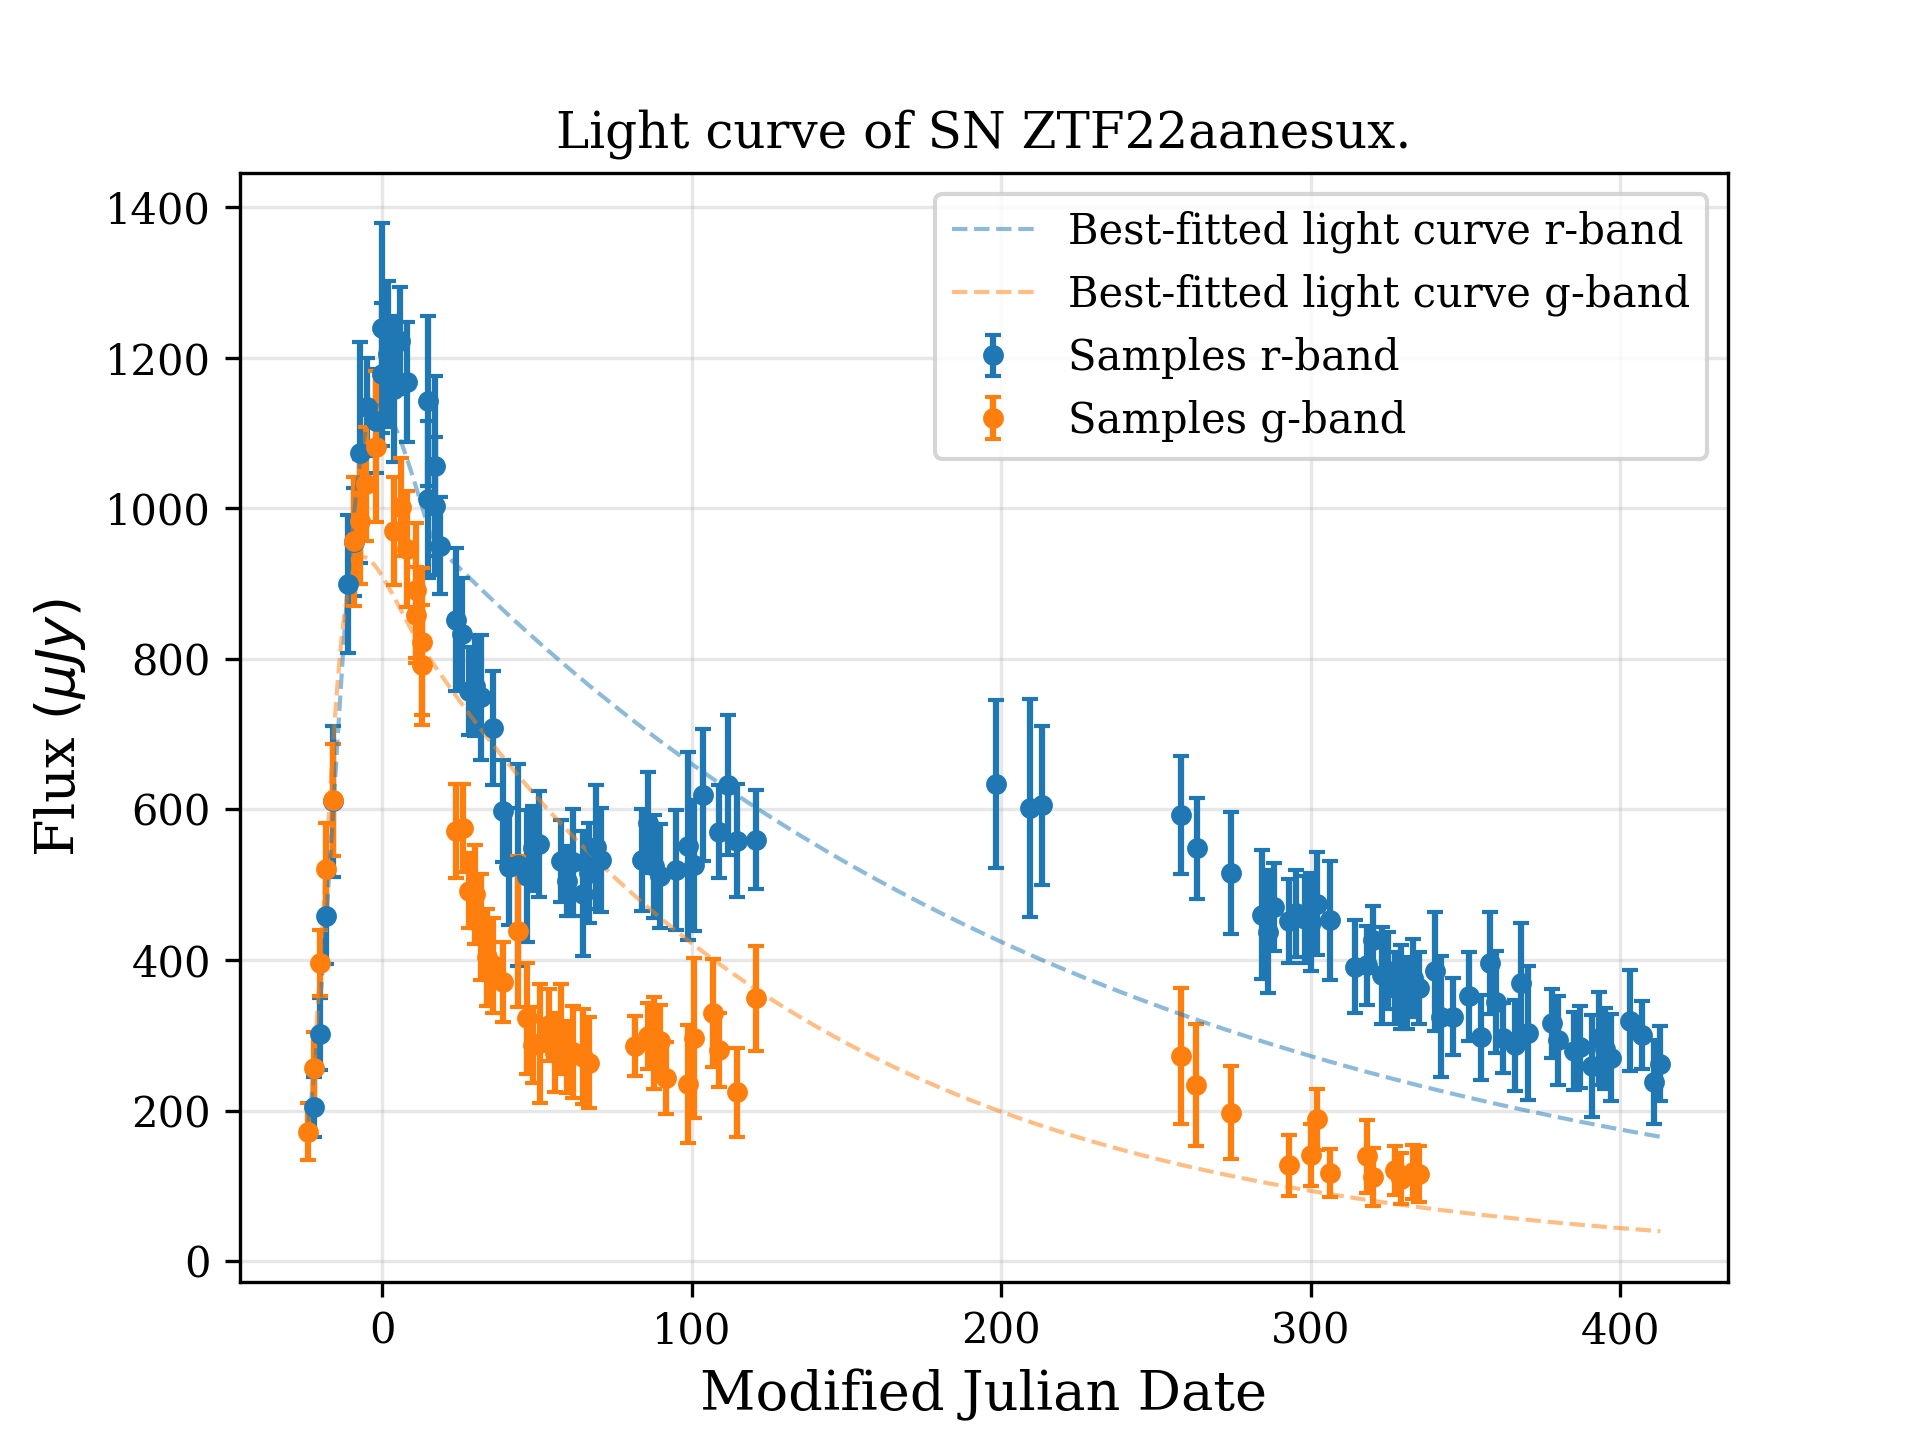 Light curve of SN ZTF22aanesux.
1400
1200
1000
800
600
400
200
0
Flux (μJy)
Best-fitted light curve r-band
Best-fitted light curve g-band
Samples r-band
Samples g-band
0 100 200 300 400
Modified Julian Date